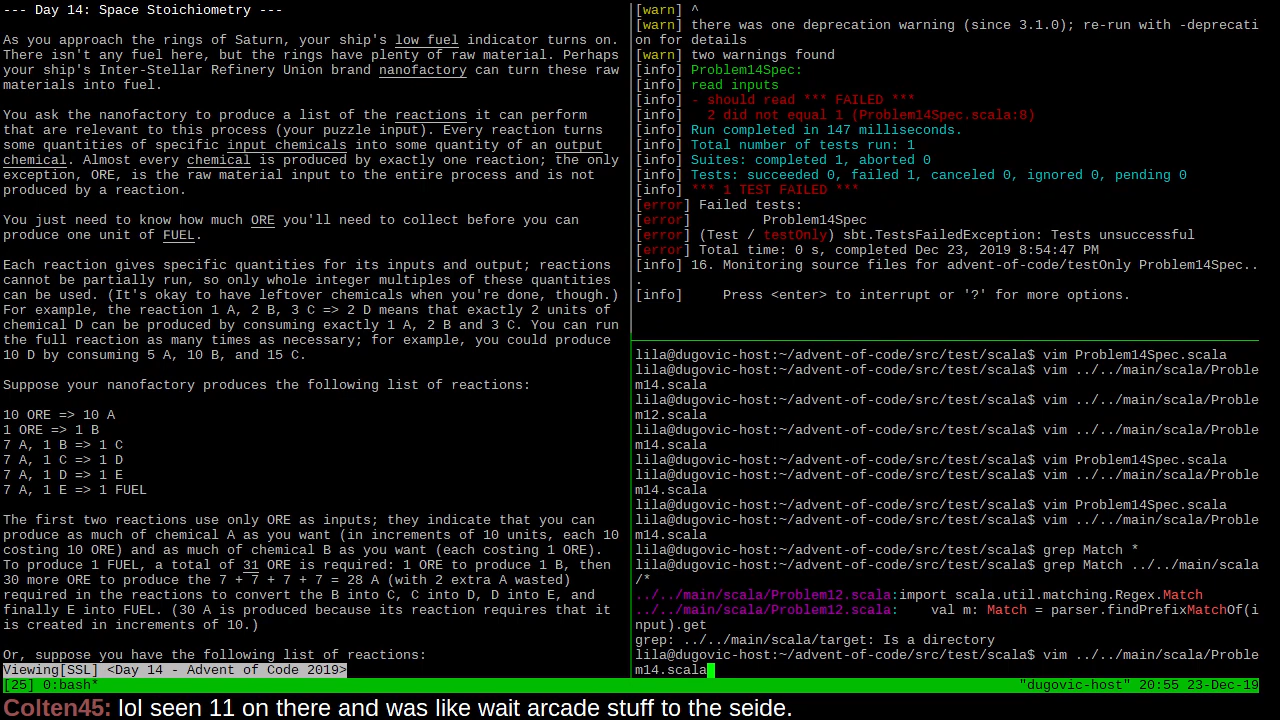 --- Day 14: Space Stoichiometry ---
As you approach the rings of Saturn, your ship's low fuel indicator turns on.
There isn't any fuel here, but the rings have plenty of raw material. Perhaps
your ship's Inter-Stellar Refinery Union brand nanofactory can turn these raw
materials into fuel.
You ask the nanofactory to produce a list of the reactions it can perform
that are relevant to this process (your puzzle input). Every reaction turns
some quantities of specific input chemicals into some quantity of an output
chemical. Almost every chemical is produced by exactly one reaction; the only
exception, ORE, is the raw material input to the entire process and is not
produced by a reaction.
You just need to know how much ORE you'll need to collect before you can
produce one unit of FUEL.
Each reaction gives specific quantities for its inputs and output; reactions
cannot be partially run, so only whole integer multiples of these quantities
can be used. (It's okay to have leftover chemicals when you're done, though.)
For example, the reaction 1 A, 2 B, 3 C => 2 D means that exactly 2 units of
chemical D can be produced by consuming exactly 1 A, 2 B and 3 C. You can run
the full reaction as many times as necessary; for example, you could produce
10 D by consuming 5 A, 10 B, and 15 C.
Suppose your nanofactory produces the following list of reactions:
10 ORE => 10 A
1 ORE => 1 B
7 A, 1 B => 1 C
7 A, 1 C => 1 D
7 A, 1 D => 1 E
7 A, 1 E => 1 FUEL
The first two reactions use only ORE as inputs; they indicate that you can
produce as much of chemical A as you want (in increments of 10 units, each 10
costing 10 ORE) and as much of chemical B as you want (each costing 1 ORE).
To produce 1 FUEL, a total of 31 ORE is required: 1 ORE to produce 1 B, then
30 more ORE to produce the 7 + 7 + 7 + 7 = 28 A (with 2 extra A wasted)
required in the reactions to convert the B into C, C into D, D into E, and
finally E into FUEL. (30 A is produced because its reaction requires that it
is created in increments of 10.)
Or, suppose you have the following list of reactions:
Viewing[SSL] <Day 14 - Advent of Code 2019>
[warn] ^
[warn] there was one deprecation warning (since 3.1.0); re-run with -deprecati
on for details
[warn] two warnings found
[info] Problem14Spec:
[info] read inputs
[info] - should read *** FAILED ***
[info]   2 did not equal 1 (Problem14Spec.scala:8)
[info] Run completed in 147 milliseconds.
[info] Total number of tests run: 1
[info] Suites: completed 1, aborted 0
[info] Tests: succeeded 0, failed 1, canceled 0, ignored 0, pending 0
[info] *** 1 TEST FAILED ***
[error] Failed tests:
[error]         Problem14Spec
[error] (Test / testOnly) sbt.TestsFailedException: Tests unsuccessful
[error] Total time: 0 s, completed Dec 23, 2019 8:54:47 PM
[info] 16. Monitoring source files for advent-of-code/testOnly Problem14Spec..
.
[info]     Press <enter> to interrupt or '?' for more options.
lila@dugovic-host:~/advent-of-code/src/test/scala$ vim Problem14Spec.scala
lila@dugovic-host:~/advent-of-code/src/test/scala$ vim ../../main/scala/Proble
m14.scala
lila@dugovic-host:~/advent-of-code/src/test/scala$ vim ../../main/scala/Proble
m12.scala
lila@dugovic-host:~/advent-of-code/src/test/scala$ vim ../../main/scala/Proble
m14.scala
lila@dugovic-host:~/advent-of-code/src/test/scala$ vim Problem14Spec.scala
lila@dugovic-host:~/advent-of-code/src/test/scala$ vim ../../main/scala/Proble
m14.scala
lila@dugovic-host:~/advent-of-code/src/test/scala$ vim Problem14Spec.scala
lila@dugovic-host:~/advent-of-code/src/test/scala$ vim ../../main/scala/Proble
m14.scala
lila@dugovic-host:~/advent-of-code/src/test/scala$ grep Match *
lila@dugovic-host:~/advent-of-code/src/test/scala$ grep Match ../../main/scala
/*
../../main/scala/Problem12.scala:import scala.util.matching.Regex.Match
../../main/scala/Problem12.scala:    val m: Match = parser.findPrefixMatchOf(i
nput).get
grep: ../../main/scala/target: Is a directory
lila@dugovic-host:~/advent-of-code/src/test/scala$ vim ../../main/scala/Proble
m14.scala
[25] 0:bash* "dugovic-host" 20:55 23-Dec-19
Colten45: lol seen 11 on there and was like wait arcade stuff to the seide.